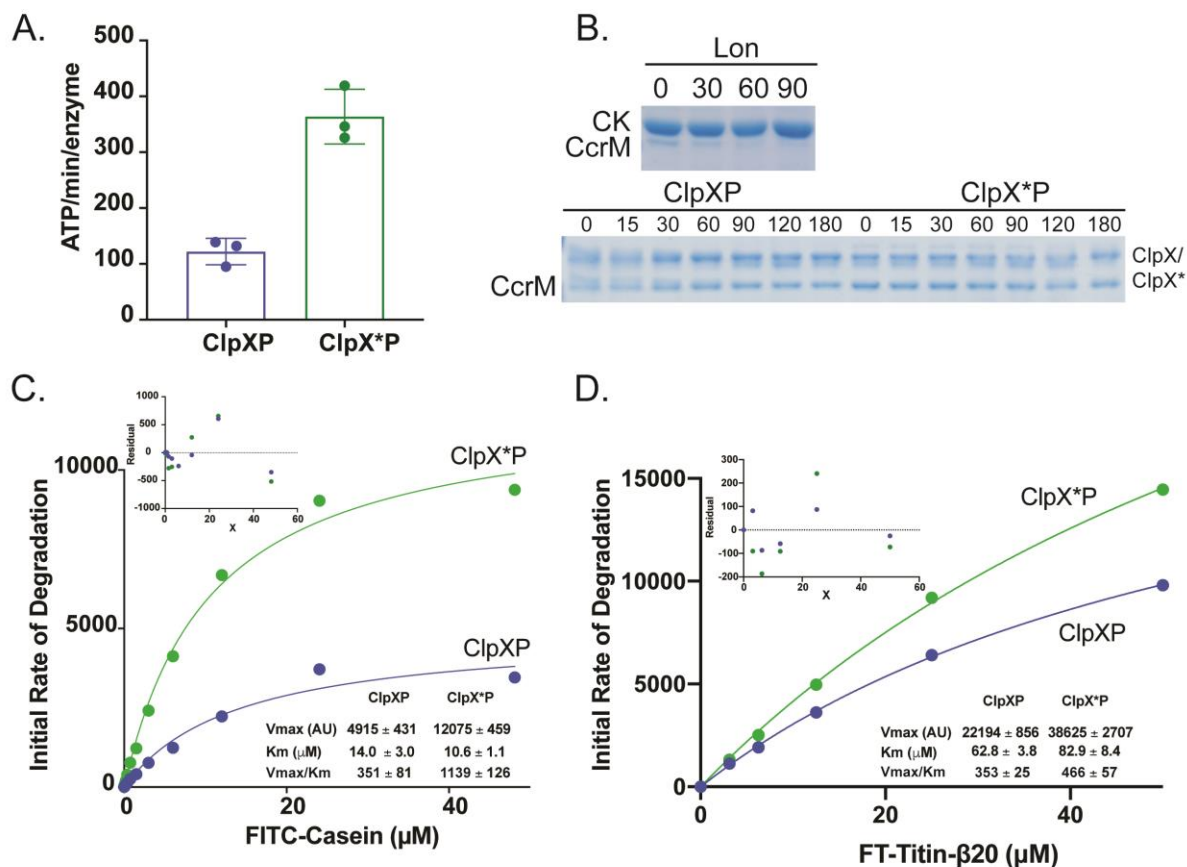 A.
500
400
300
200
100
0
ATP/min/enzyme
ClpXP
ClpX*P
B.
Lon
0 30 60 90
CK
CcrM
ClpXP ClpX*P
0 15 30 60 90 120 180 0 15 30 60 90 120 180
CcrM
ClpX/
ClpX*
C.
1000
500
0
-500
-1000
Residual
0 20 40 60
X
10000
5000
0
Initial Rate of Degradation
ClpX*P
ClpXP
ClpXP ClpX*P
Vmax (AU) 4915 ± 431 12075 ± 459
Km (μM) 14.0 ± 3.0 10.6 ± 1.1
Vmax/Km 351 ± 81 1139 ± 126
0 20 40
FITC-Casein (µM)
D.
300
200
100
0
-100
-200
Residual
0 20 40 60
X
15000
10000
5000
0
Initial Rate of Degradation
ClpX*P
ClpXP
ClpXP ClpX*P
Vmax (AU) 22194 ± 856 38625 ± 2707
Km (μM) 62.8 ± 3.8 82.9 ± 8.4
Vmax/Km 353 ± 25 466 ± 57
0 20 40
FT-Titin-β20 (µM)